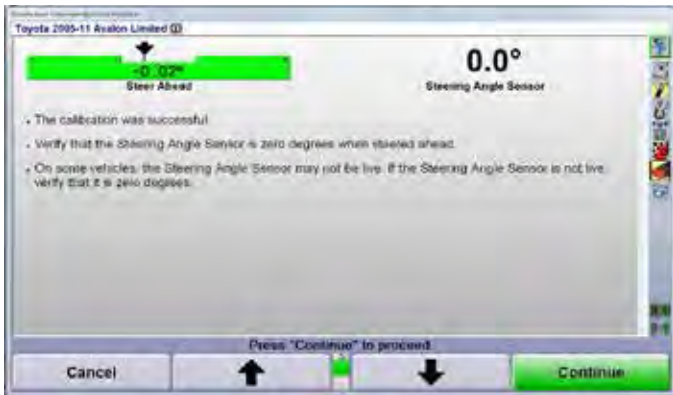 Toyota 2005-11 Avalon Limited
-0.02°
Steer Ahead
0.0°
Steering Angle Sensor
. The calibration was successful.
. Verify that the Steering Angle Sensor is zero degrees when steered ahead.
. On some vehicles, the Steering Angle Sensor may not be live. If the Steering Angle Sensor is not live,
verify that it is zero degrees.
Press "Continue" to proceed.
Cancel
Continue